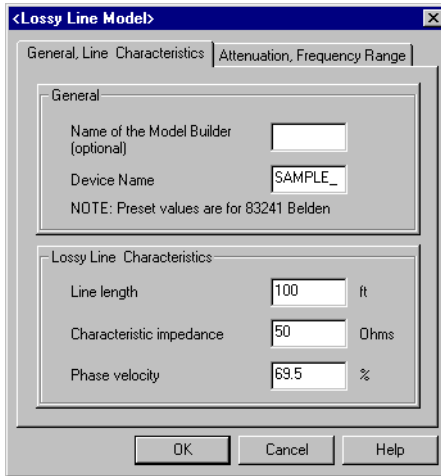 <Lossy Line Model>
General, Line Characteristics
Attenuation, Frequency Range
General
Name of the Model Builder
(optional)
Device Name SAMPLE_
NOTE: Preset values are for 83241 Belden
Lossy Line Characteristics
Line length 100 ft
Characteristic impedance 50 Ohms
Phase velocity 69.5 %
OK Cancel Help